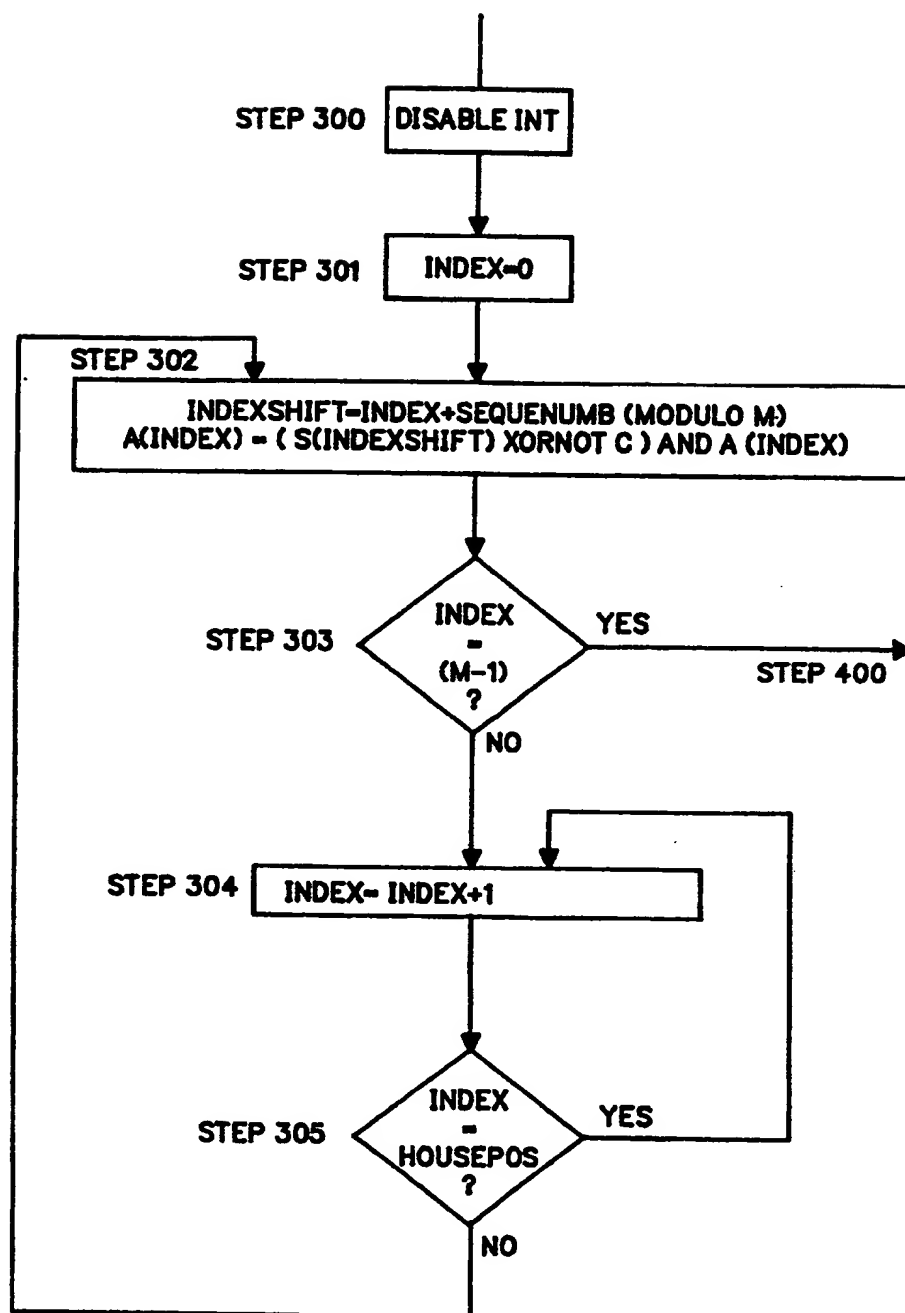 STEP 300
DISABLE INT
STEP 301
INDEX=0
STEP 302
INDEXSHIFT=INDEX+SEQUENUMB (MODULO M)
A(INDEX) = ( S(INDEXSHIFT) XORNOT C ) AND A (INDEX)
STEP 303
INDEX
=
(M-1)
?
YES
STEP 400
NO
STEP 304
INDEX= INDEX+1
STEP 305
INDEX
=
HOUSEPOS
?
YES
NO